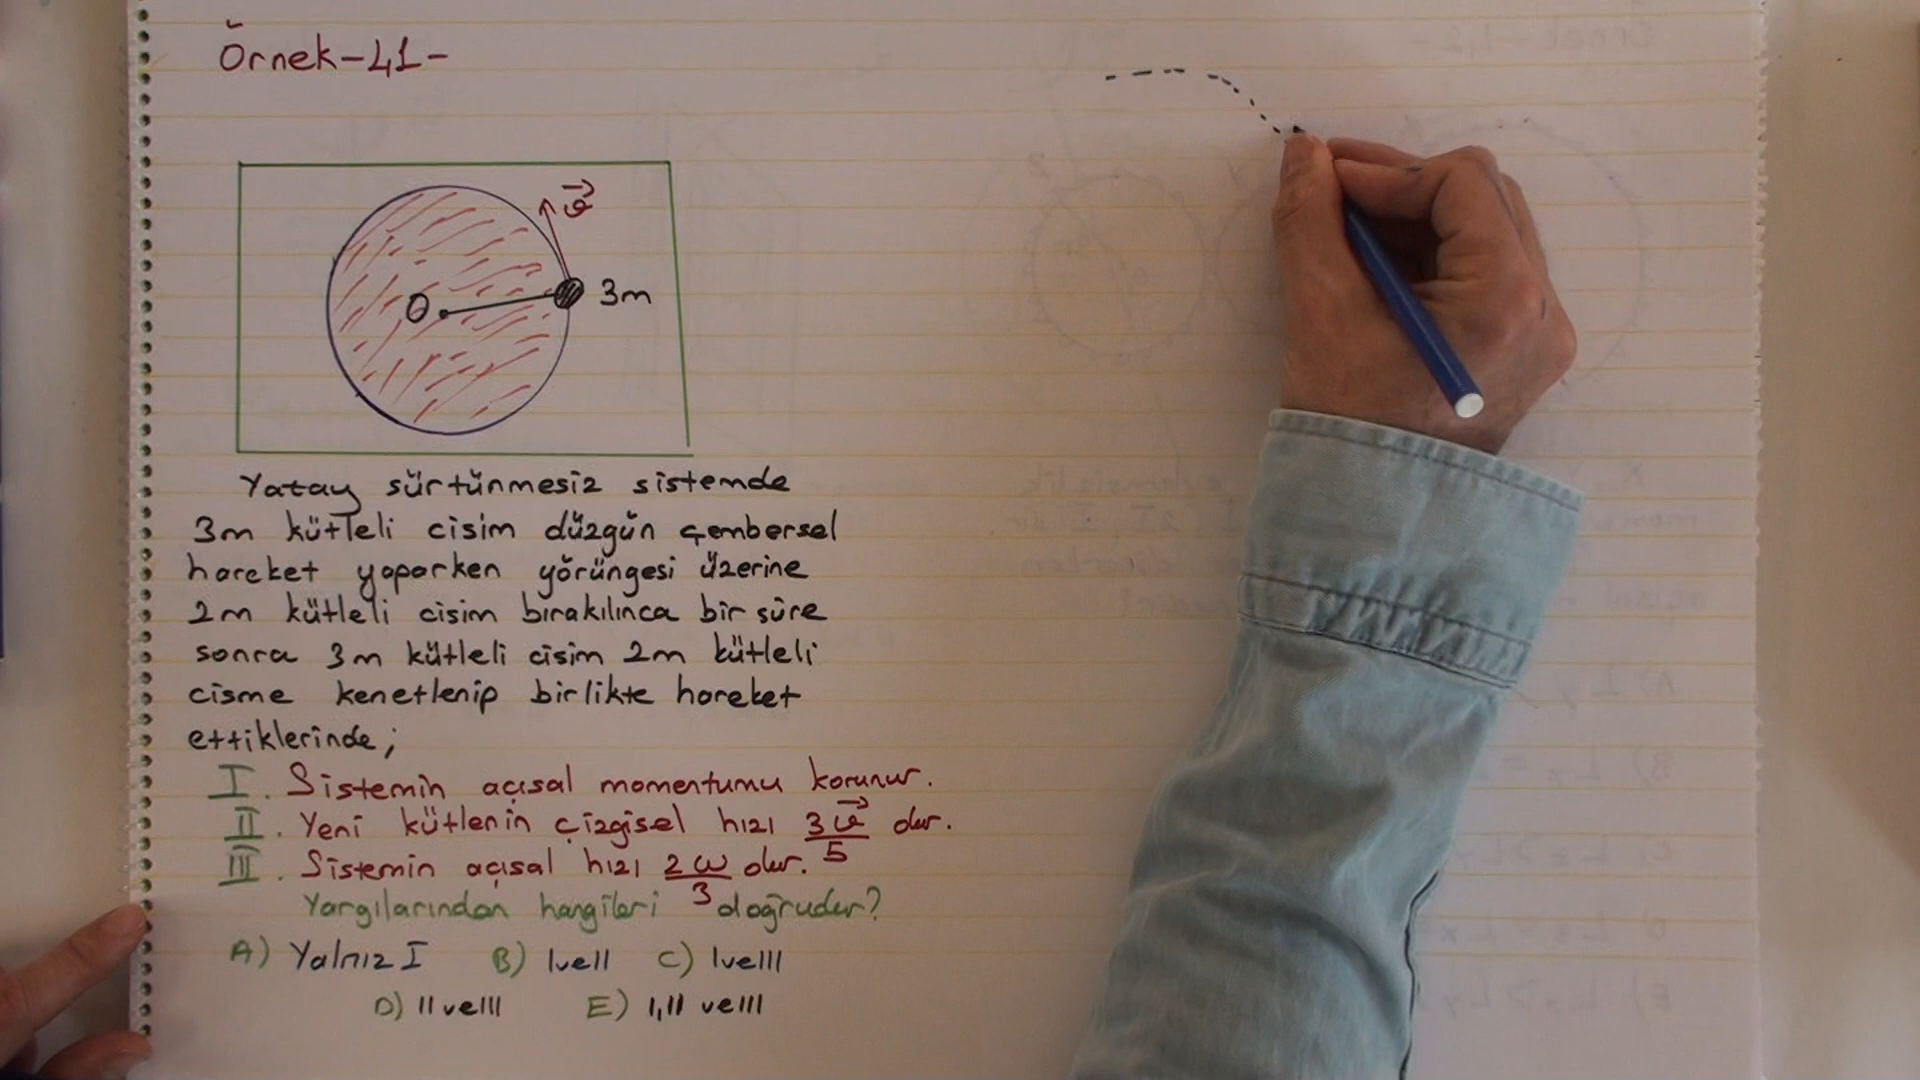 Örnek-41-
O
v
3m
Yatay sürtünmesiz sistemde
3m kütleli cisim düzgün çembersel
hareket yaparken yörüngesi üzerine
2m kütleli cisim bırakılınca bir süre
sonra 3m kütleli cisim 2m kütleli
cisme kenetlenip birlikte hareket
ettiklerinde;
I. Sistemin açısal momentumu korunur.
II. Yeni kütlenin çizgisel hızı 3v/5 dır.
III. Sistemin açısal hızı 2ω/3 dur.
Yargılarından hangileri doğrudur?
A) Yalnız I B) I ve II C) I ve III
D) II ve III E) I, II ve III